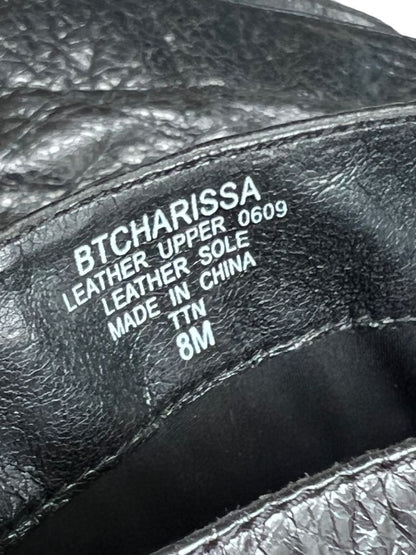 BTCHARISSA
LEATHER UPPER 0609
LEATHER SOLE
MADE IN CHINA
TTN
8M